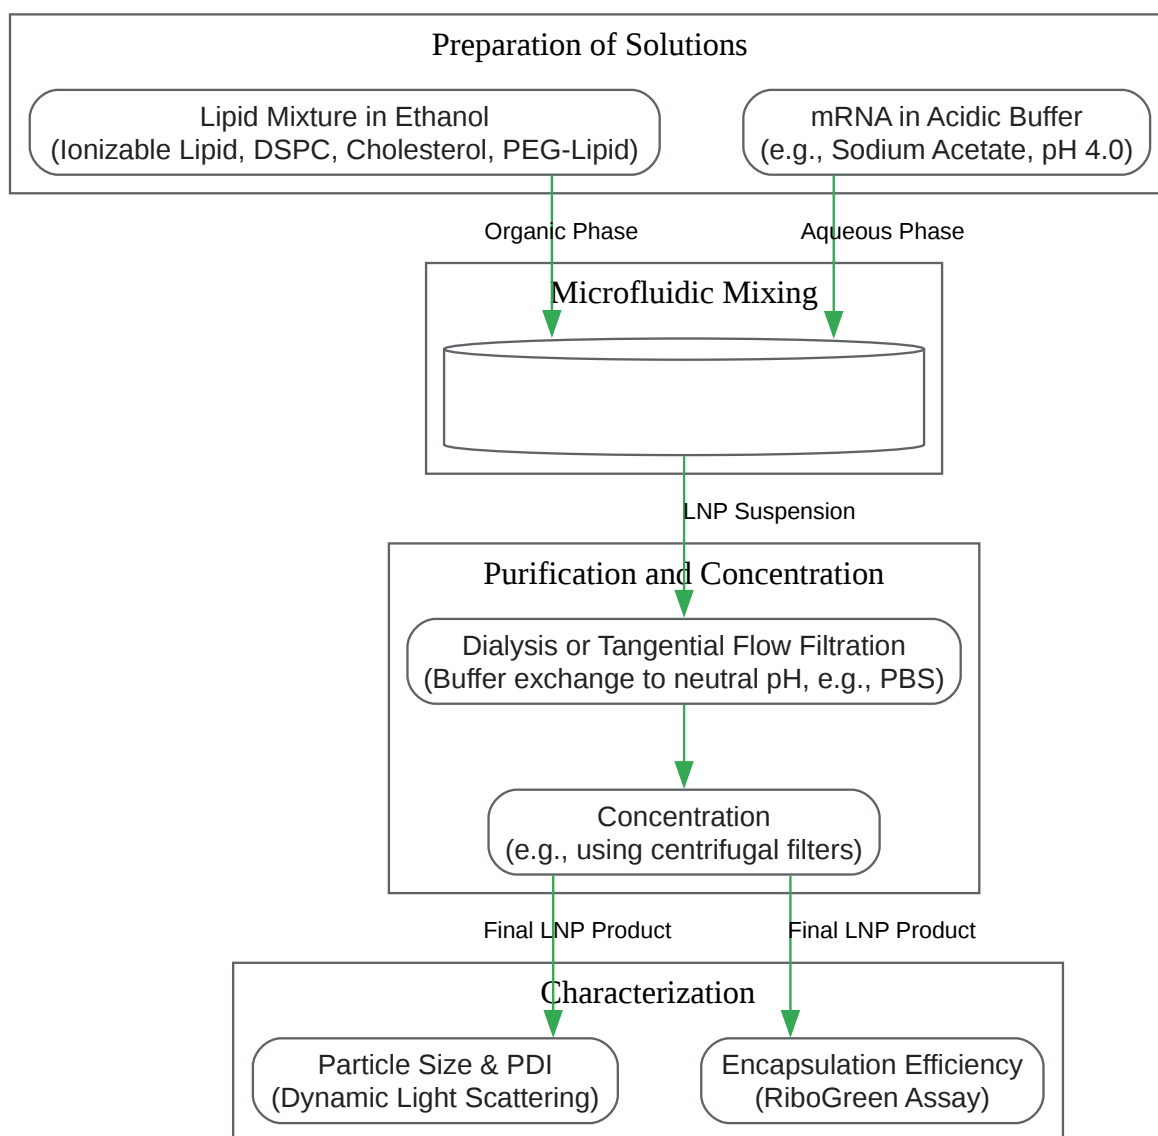 Preparation of Solutions
Lipid Mixture in Ethanol
(Ionizable Lipid, DSPC, Cholesterol, PEG-Lipid)
mRNA in Acidic Buffer
(e.g., Sodium Acetate, pH 4.0)
Organic Phase
Aqueous Phase
Microfluidic Mixing
LNP Suspension
Purification and Concentration
Dialysis or Tangential Flow Filtration
(Buffer exchange to neutral pH, e.g., PBS)
Concentration
(e.g., using centrifugal filters)
Final LNP Product
Final LNP Product
Characterization
Particle Size & PDI
(Dynamic Light Scattering)
Encapsulation Efficiency
(RiboGreen Assay)